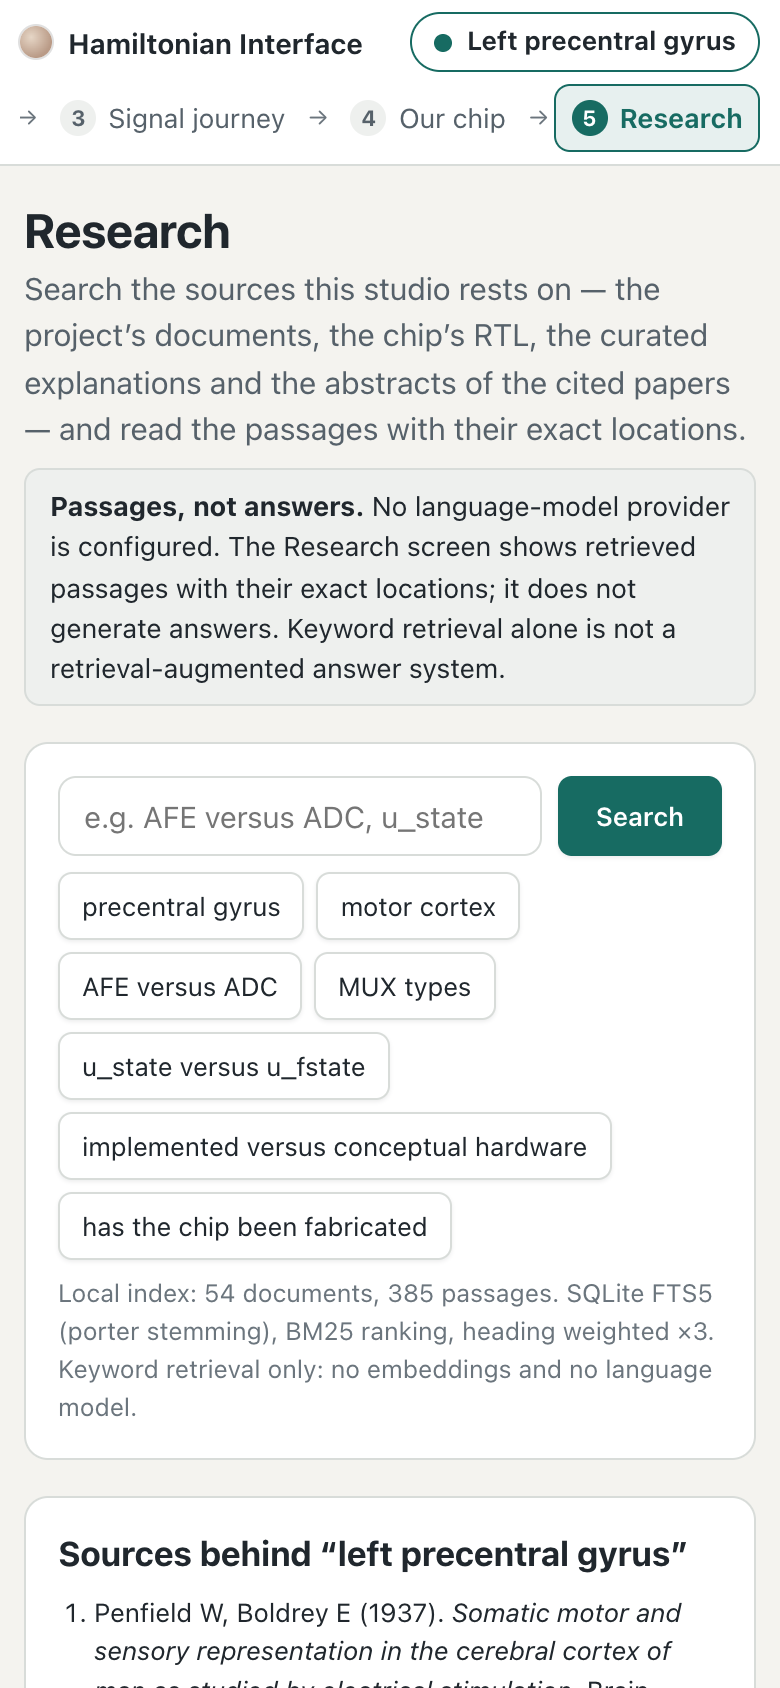 Hamiltonian Interface
Left precentral gyrus
→ 3 Signal journey → 4 Our chip → 5 Research
Research
Search the sources this studio rests on — the
project’s documents, the chip’s RTL, the curated
explanations and the abstracts of the cited papers
— and read the passages with their exact locations.
Passages, not answers. No language-model provider
is configured. The Research screen shows retrieved
passages with their exact locations; it does not
generate answers. Keyword retrieval alone is not a
retrieval-augmented answer system.
e.g. AFE versus ADC, u_state
Search
precentral gyrus
motor cortex
AFE versus ADC
MUX types
u_state versus u_fstate
implemented versus conceptual hardware
has the chip been fabricated
Local index: 54 documents, 385 passages. SQLite FTS5
(porter stemming), BM25 ranking, heading weighted ×3.
Keyword retrieval only: no embeddings and no language
model.
Sources behind “left precentral gyrus”
1. Penfield W, Boldrey E (1937). Somatic motor and
sensory representation in the cerebral cortex of
man as studied by electrical stimulation. Brain